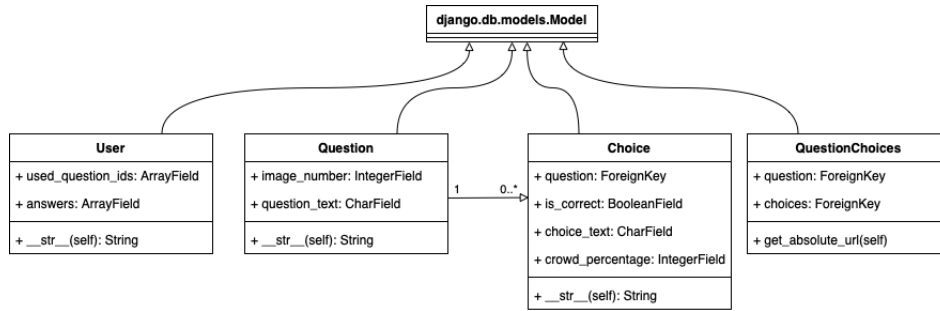 django.db.models.Model
User
+ used_question_ids: ArrayField
+ answers: ArrayField
+ __str__(self): String
Question
+ image_number: IntegerField
+ question_text: CharField
+ __str__(self): String
1
0..*
Choice
+ question: ForeignKey
+ is_correct: BooleanField
+ choice_text: CharField
+ crowd_percentage: IntegerField
+ __str__(self): String
QuestionChoices
+ question: ForeignKey
+ choices: ForeignKey
+ get_absolute_url(self)